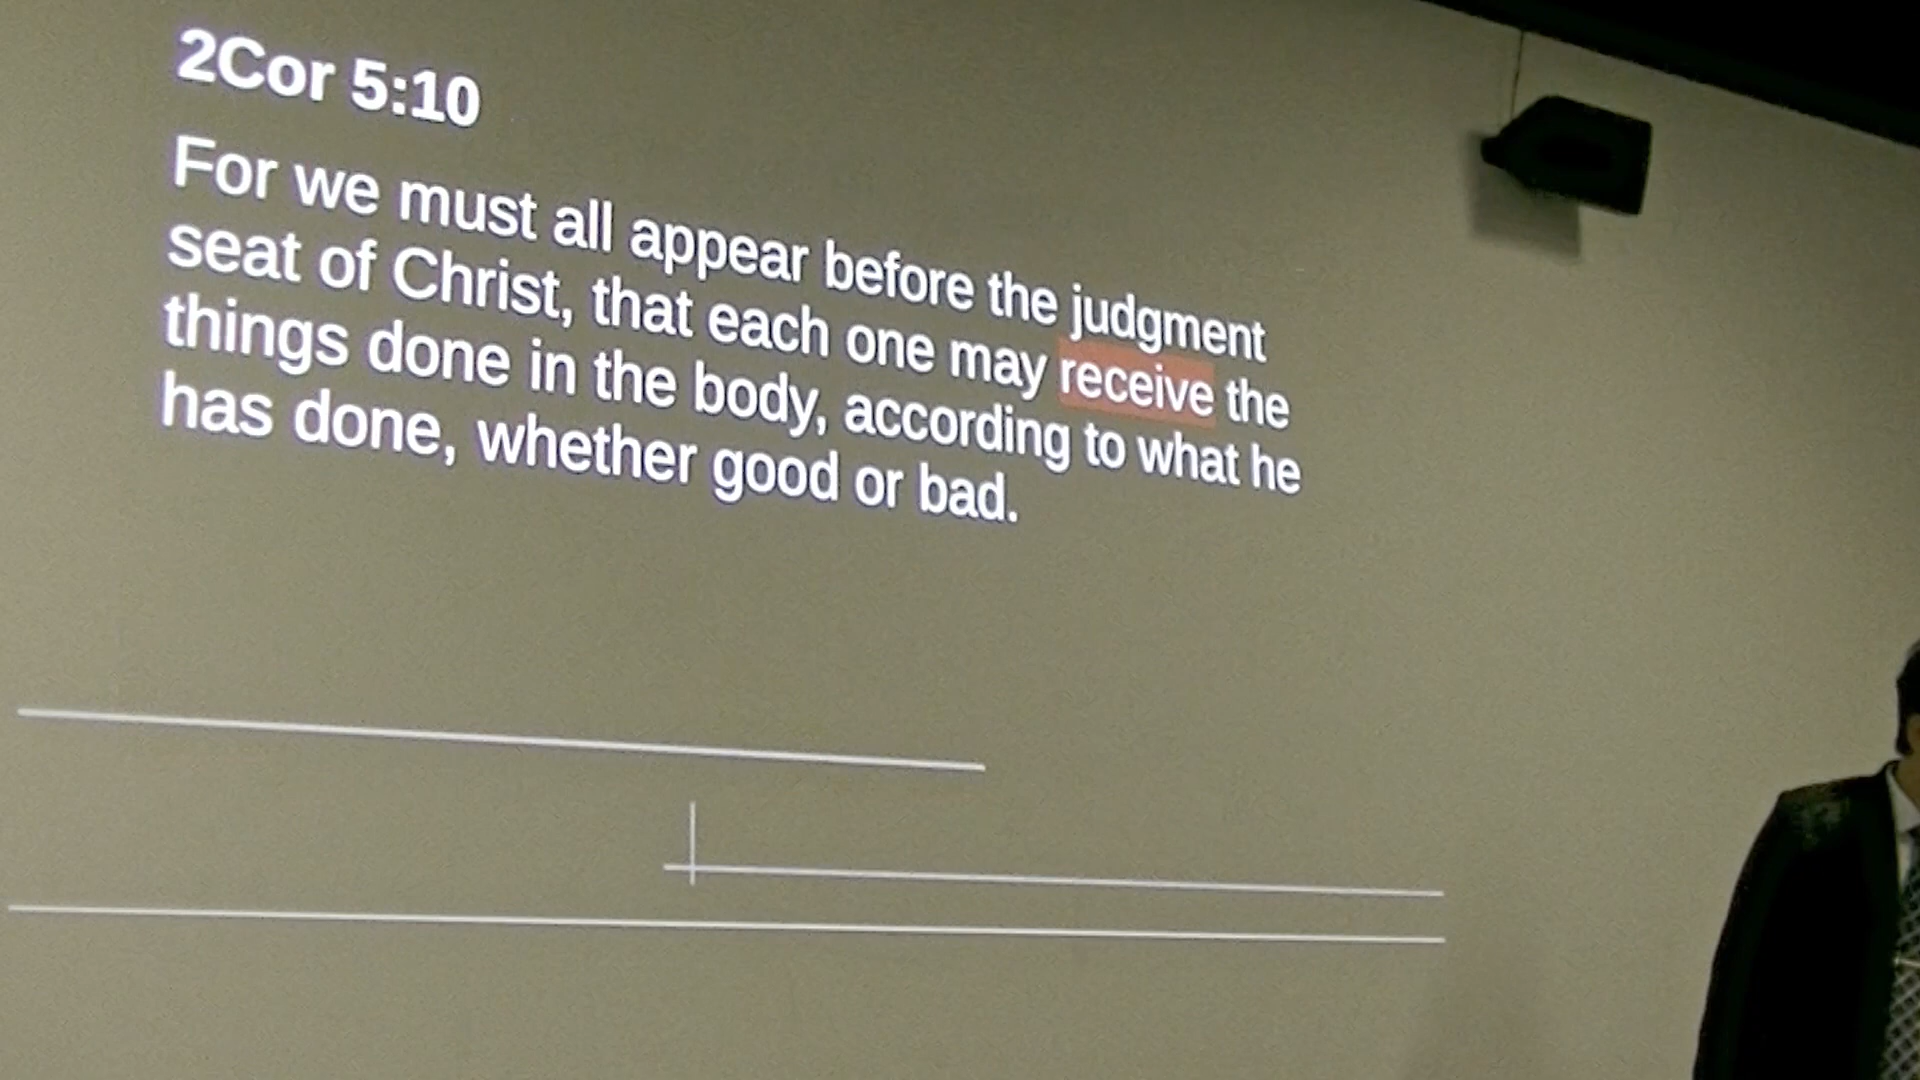 2Cor 5:10
For we must all appear before the judgment
seat of Christ, that each one may receive the
things done in the body, according to what he
has done, whether good or bad.